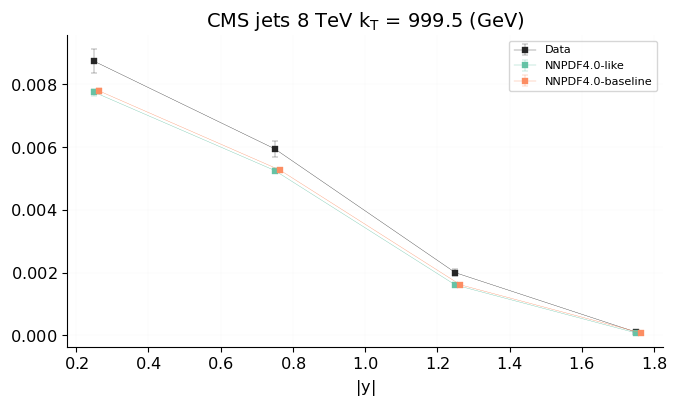 CMS jets 8 TeV k_T = 999.5 (GeV)
Data
NNPDF4.0-like
NNPDF4.0-baseline
0.008
0.006
0.004
0.002
0.000
0.2 0.4 0.6 0.8 1.0 1.2 1.4 1.6 1.8
|y|